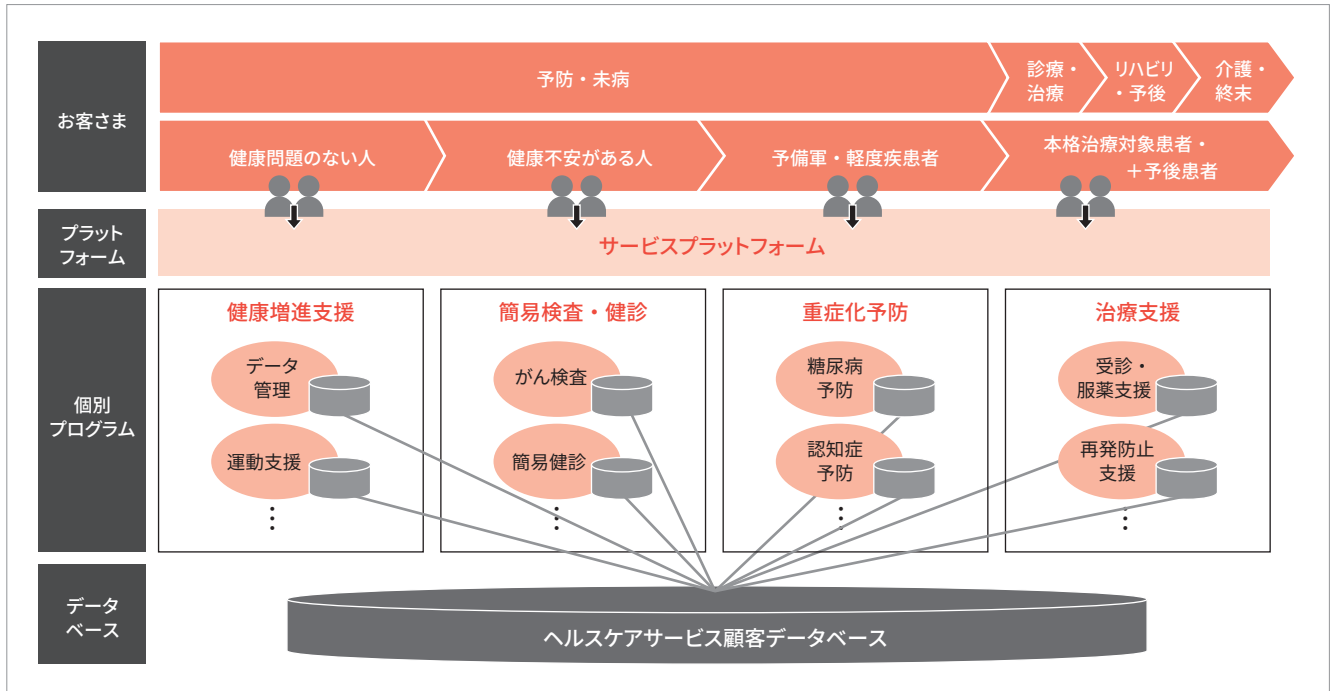 お客さま
予防・未病
診療・
治療
リハビリ
・予後
介護・
終末
健康問題のない人
健康不安がある人
予備軍・軽度疾患者
本格治療対象患者・
＋予後患者
プラット
フォーム
サービスプラットフォーム
個別
プログラム
健康増進支援
データ
管理
運動支援
⋮
簡易検査・健診
がん検査
簡易健診
⋮
重症化予防
糖尿病
予防
認知症
予防
⋮
治療支援
受診・
服薬支援
再発防止
支援
⋮
データ
ベース
ヘルスケアサービス顧客データベース